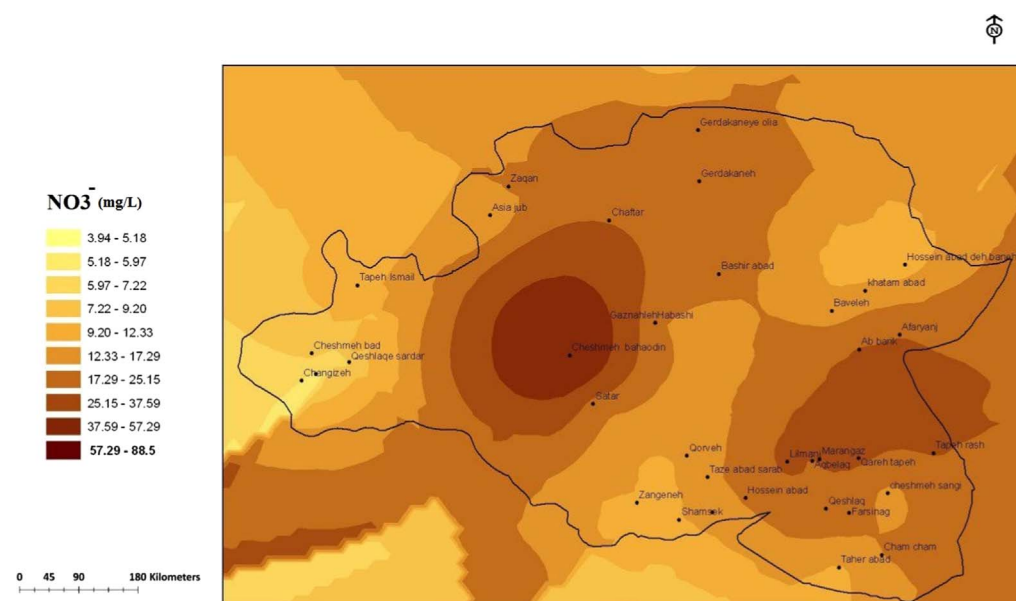 N
Gerdakaneye olia
Zaqan
Gerdakaneh
NO3- (mg/L)
Asia jub
Chaftar
3.94 - 5.18
5.18 - 5.97
5.97 - 7.22
7.22 - 9.20
9.20 - 12.33
12.33 - 17.29
17.29 - 25.15
25.15 - 37.59
37.59 - 57.29
57.29 - 88.5
Hossein abad deh baneh
Bashir abad
Tapeh Ismail
khatam abad
Baveleh
GaznahlehHabashi
Afaryanj
Ab bank
Cheshmeh bad
Qeshlaqe sardar
Cheshmeh bahaodin
Changizeh
Satar
Qorveh
Lilmanj
Marangaz
Aqbelaq
Qareh tapeh
Tapeh rash
Taze abad sarab
cheshmeh sangi
Hossein abad
Zangeneh
Qeshlaq
Farsinag
Shamsek
Cham cham
Taher abad
0 45 90 180 Kilometers